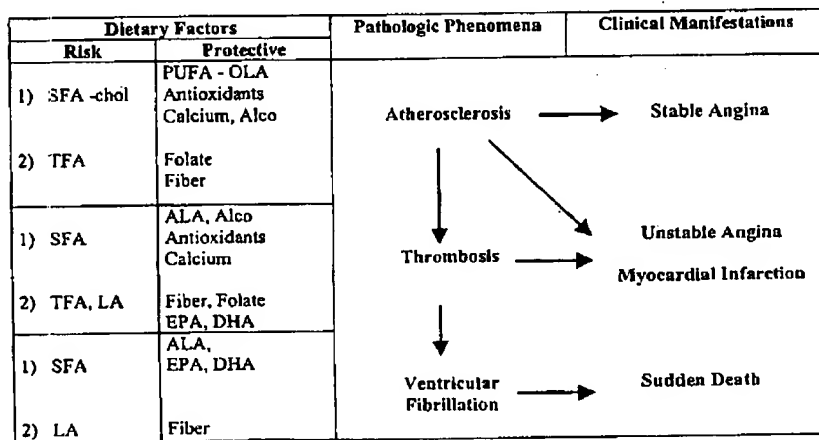 Dietary Factors Pathologic Phenomena Clinical Manifestations
Risk Protective
PUFA - OLA
1) SFA -chol Antioxidants
Calcium, Alco
Atherosclerosis Stable Angina
2) TFA Folate
Fiber
ALA, Alco
1) SFA Antioxidants Unstable Angina
Calcium Thrombosis
Myocardial Infarction
2) TFA, LA Fiber, Folate
EPA, DHA
ALA,
1) SFA EPA, DHA
Ventricular Sudden Death
Fibrillation
2) LA Fiber